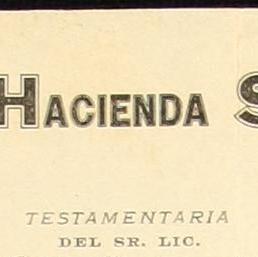 HACIENDA S
TESTAMENTARIA
DEL SR. LIC.